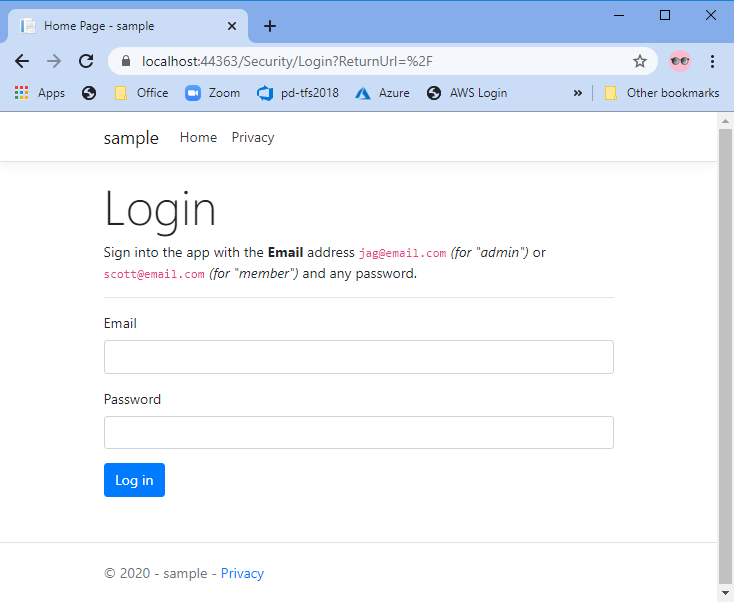 Home Page - sample
localhost:44363/Security/Login?ReturnUrl=%2F
Apps Office Zoom pd-tfs2018 Azure AWS Login » Other bookmarks
sample Home Privacy
Login
Sign into the app with the Email address jag@email.com (for "admin") or
scott@email.com (for "member") and any password.
Email
Password
Log in
© 2020 - sample - Privacy